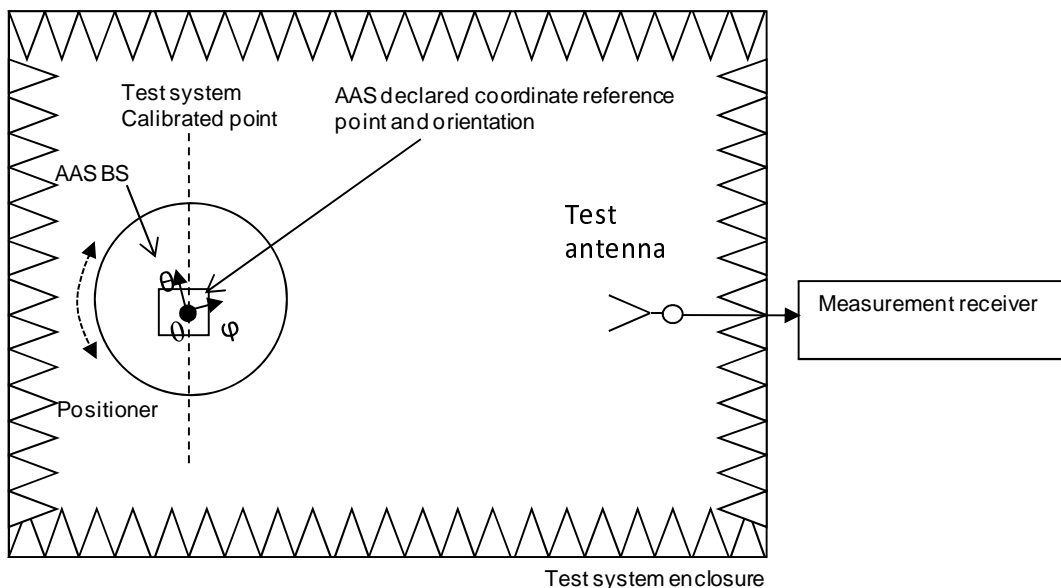 Test system
Calibrated point
AAS declared coordinate reference
point and orientation
AAS BS
Test
antenna
θ
0
φ
Measurement receiver
Positioner
Test system enclosure